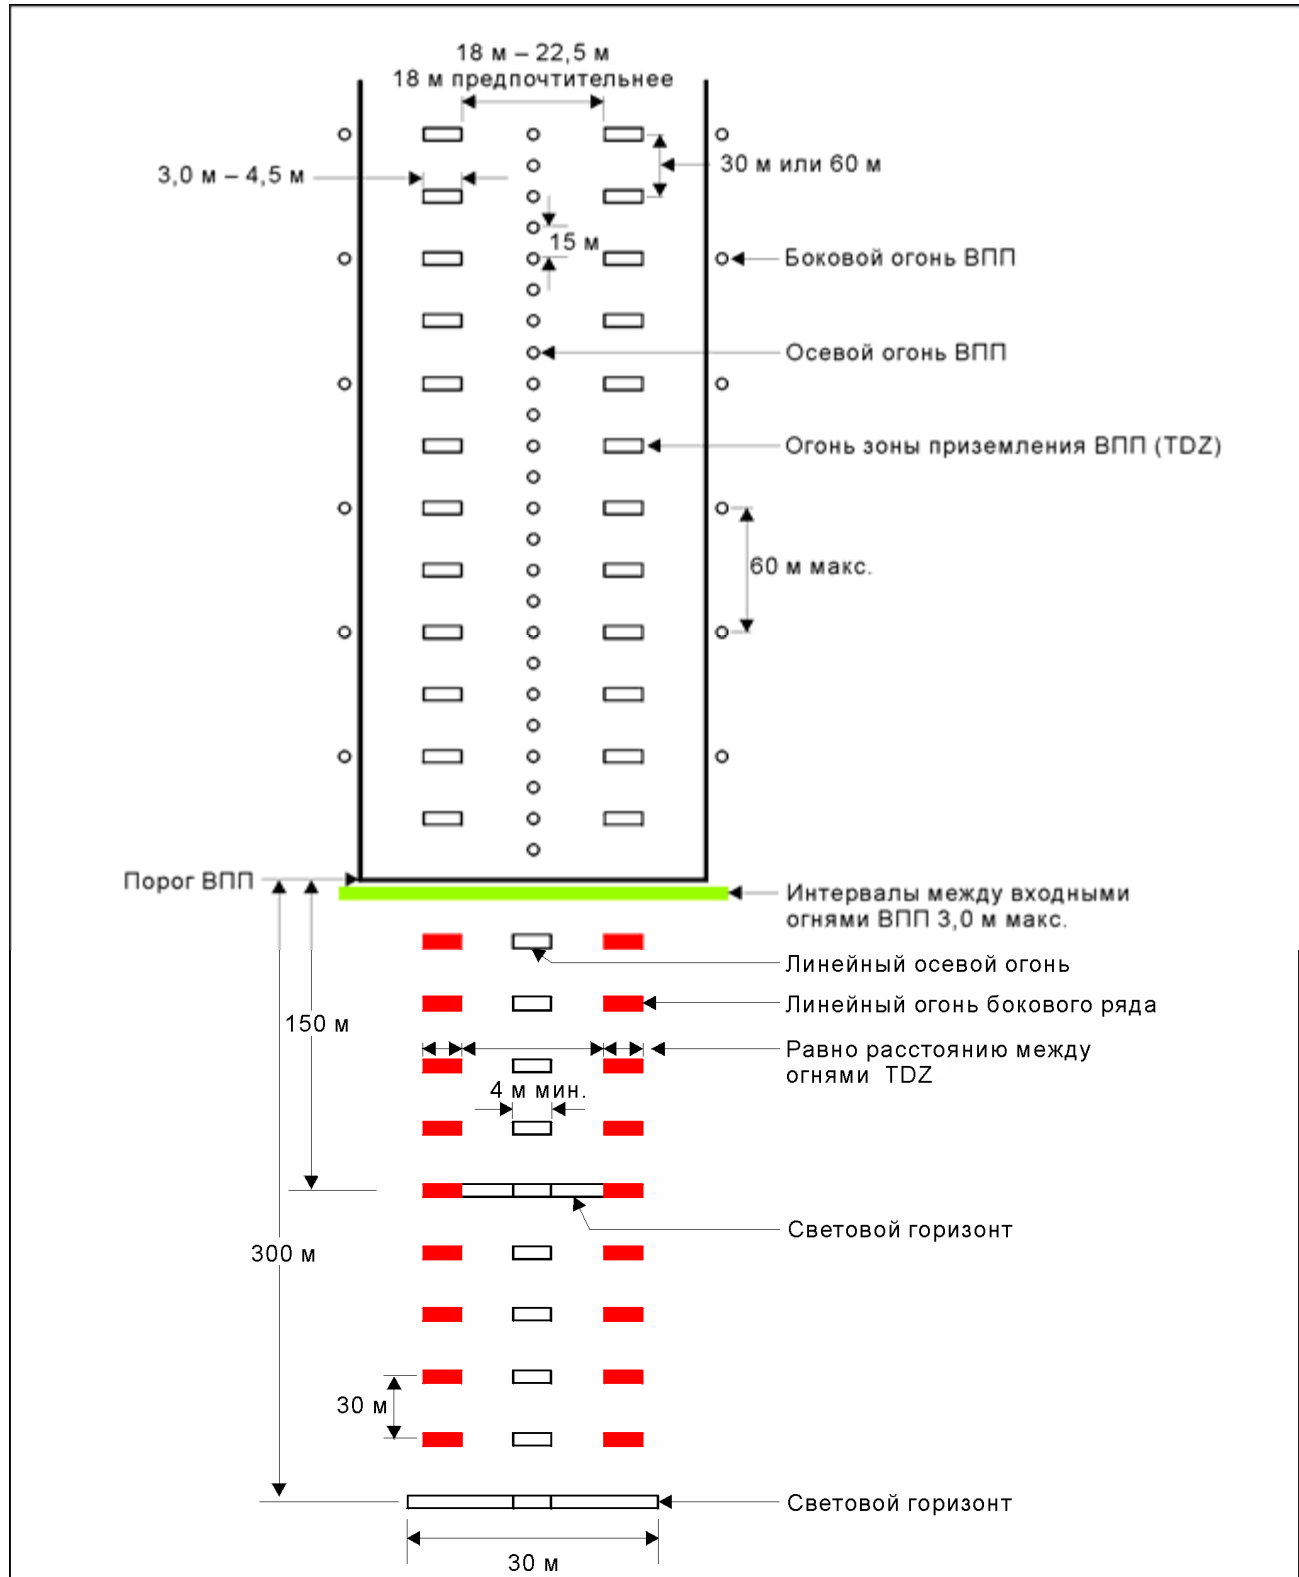 18 м – 22,5 м
18 м предпочтительнее
3,0 м – 4,5 м
30 м или 60 м
15 м
Боковой огонь ВПП
Осевой огонь ВПП
Огонь зоны приземления ВПП (TDZ)
60 м макс.
Порог ВПП
Интервалы между входными
огнями ВПП 3,0 м макс.
Линейный осевой огонь
Линейный огонь бокового ряда
150 м
Равно расстоянию между
огнями TDZ
4 м мин.
Световой горизонт
300 м
30 м
Световой горизонт
30 м